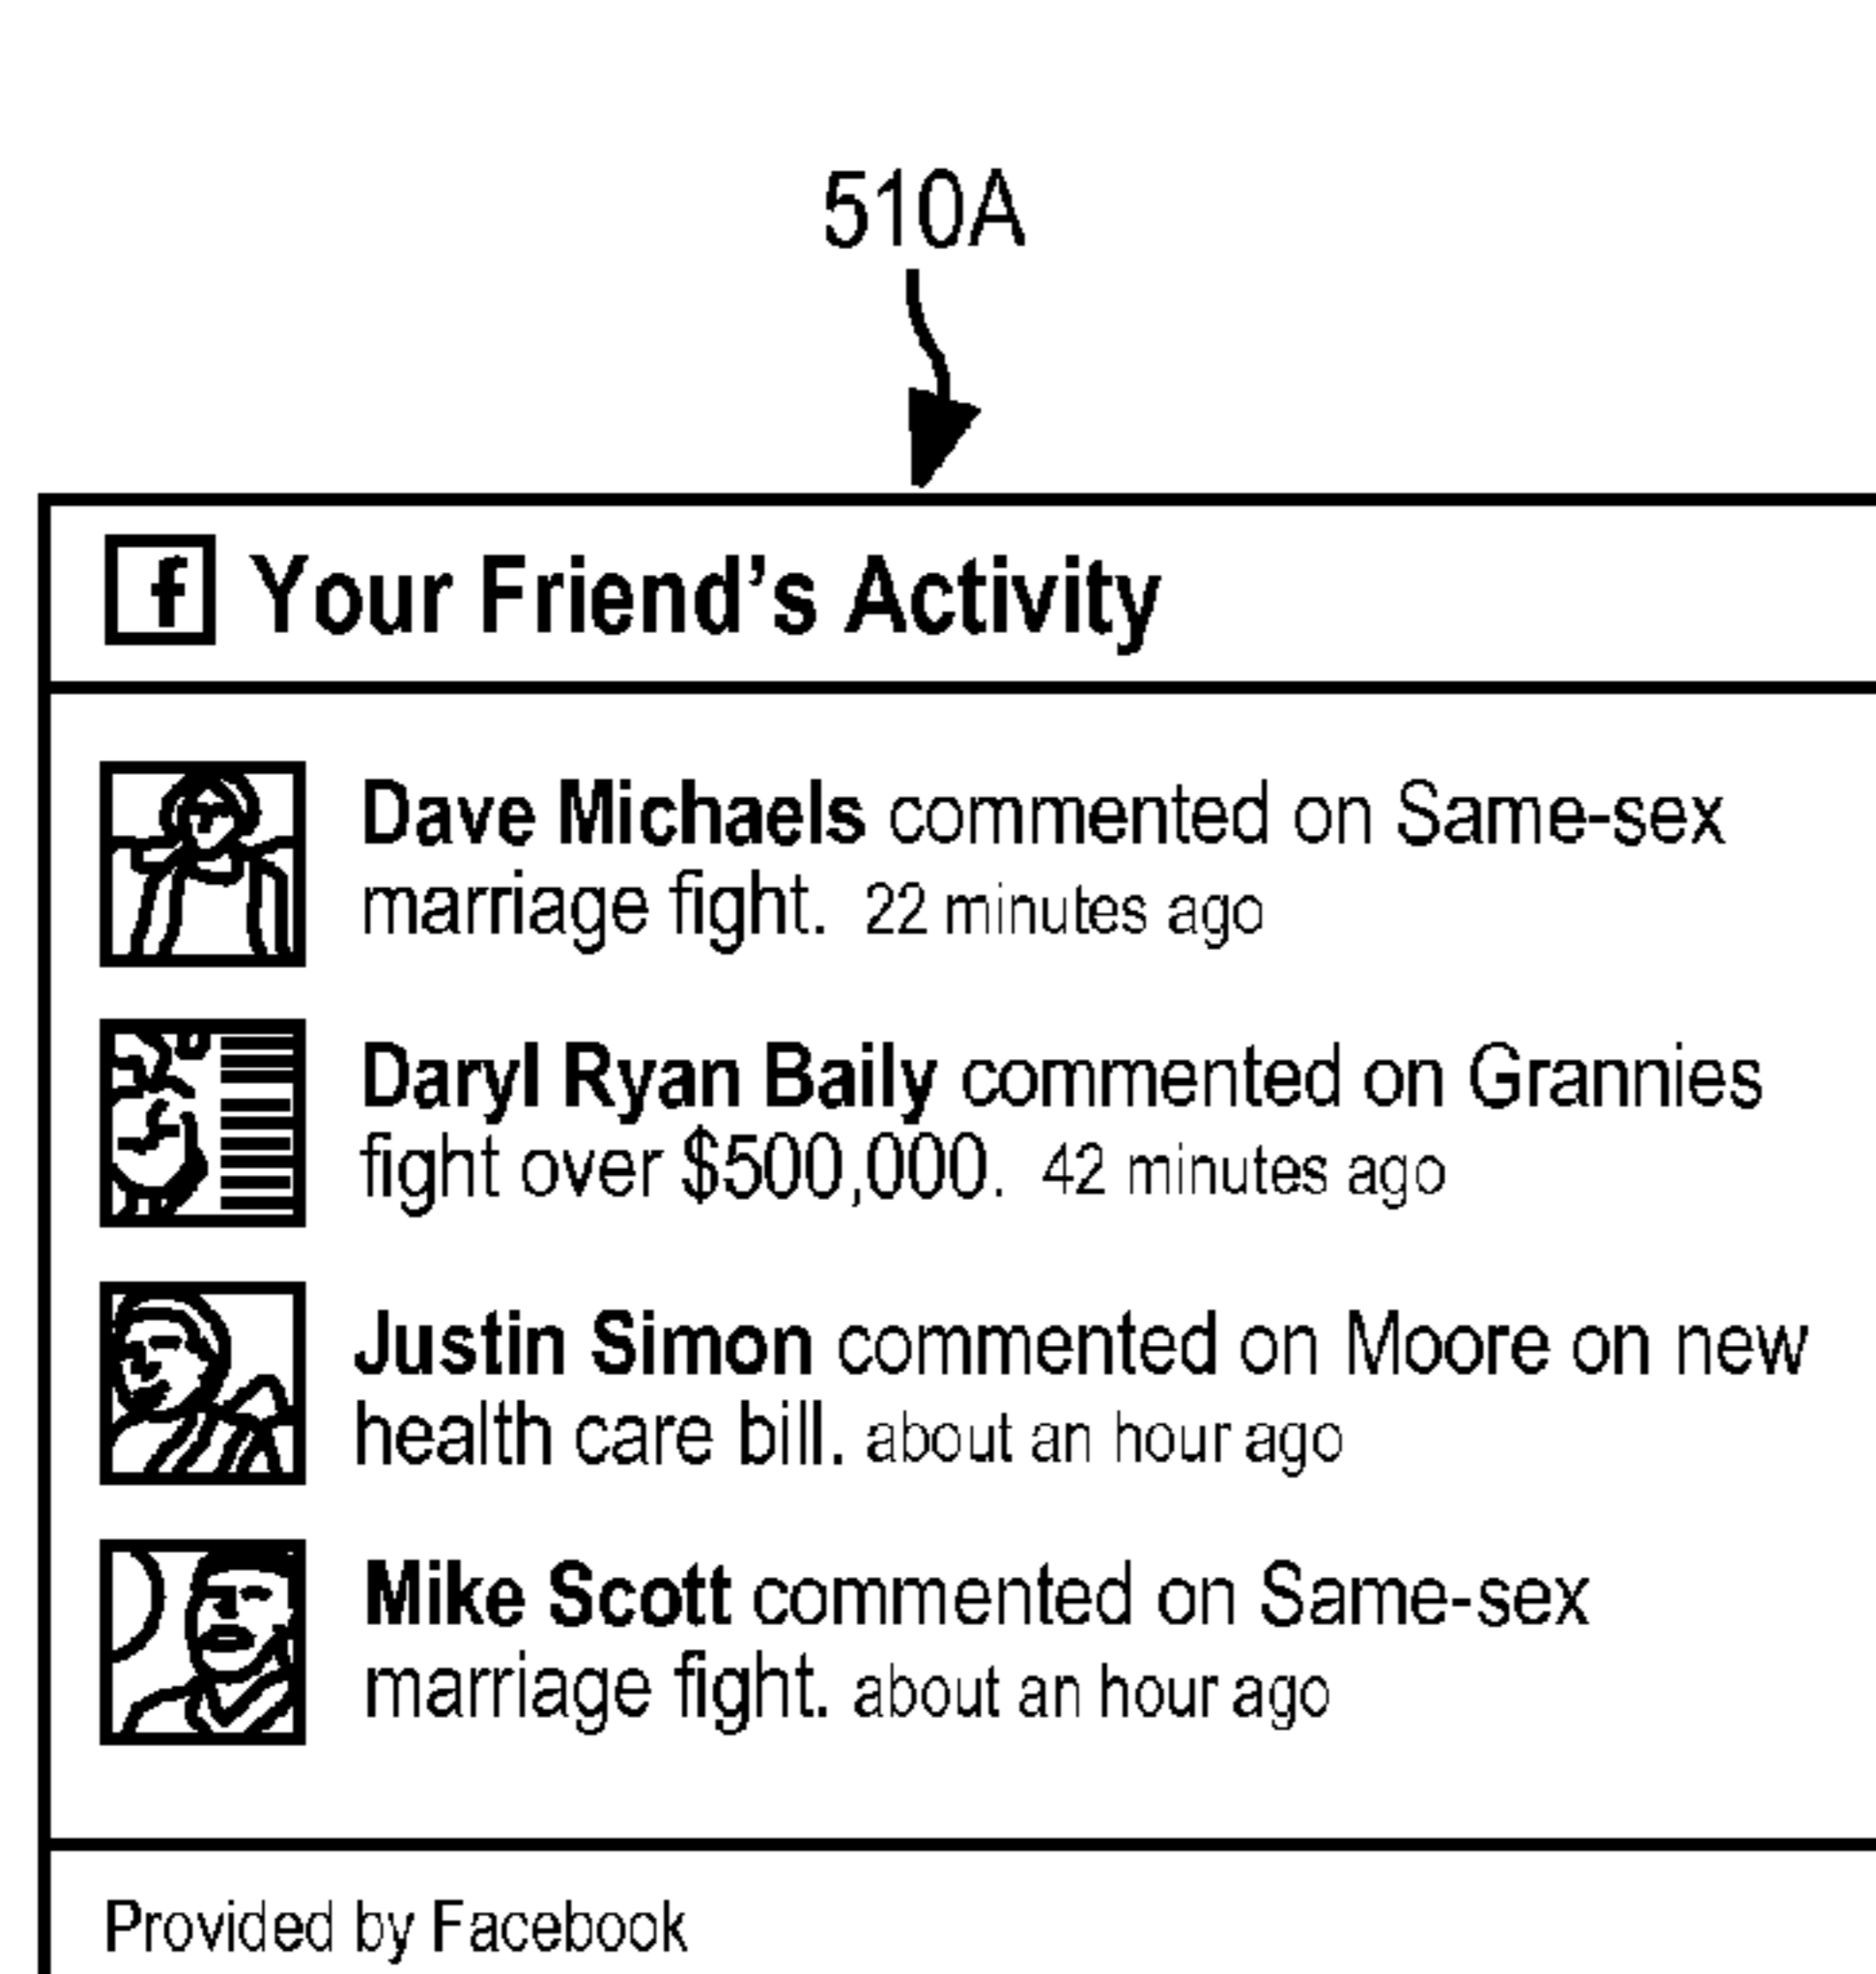 510A
f Your Friend’s Activity
Dave Michaels commented on Same-sex
marriage fight. 22 minutes ago
Daryl Ryan Baily commented on Grannies
fight over $500,000. 42 minutes ago
Justin Simon commented on Moore on new
health care bill. about an hour ago
Mike Scott commented on Same-sex
marriage fight. about an hour ago
Provided by Facebook